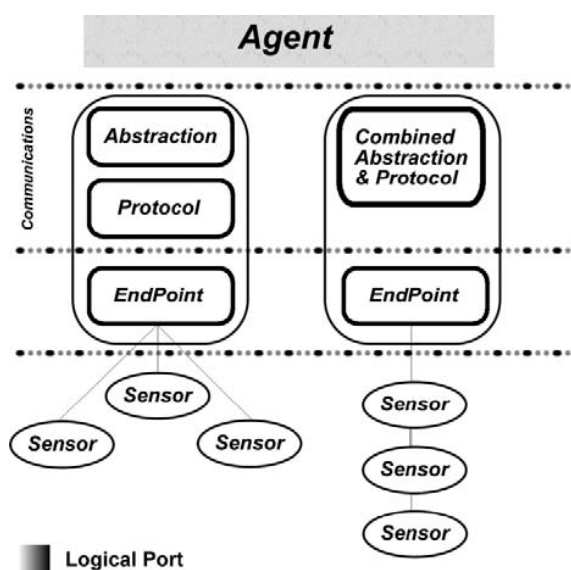 Agent
Communications
Abstraction
Protocol
EndPoint
Sensor
Sensor
Sensor
Combined
Abstraction
& Protocol
EndPoint
Sensor
Sensor
Sensor
Logical Port